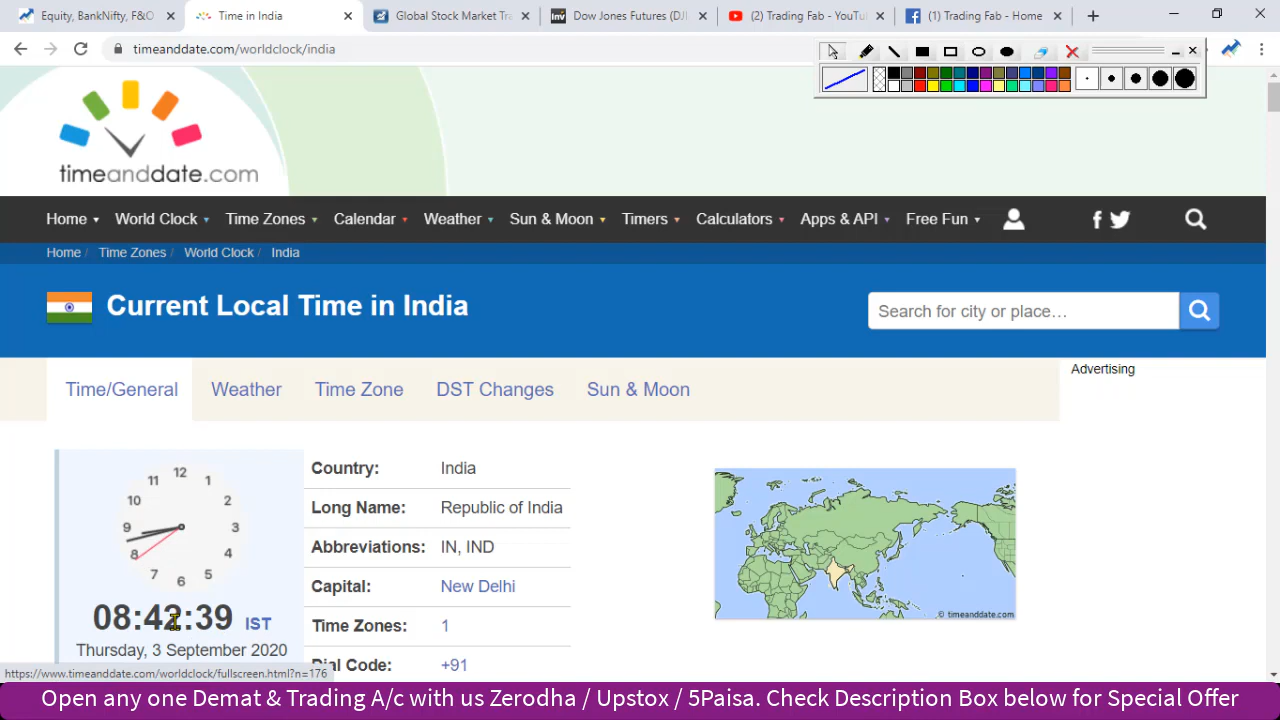 Equity, BankNifty, F&O
Time in India
Global Stock Market Tra
Dow Jones Futures (DJI
(2) Trading Fab - YouTu
(1) Trading Fab - Home
timeanddate.com/worldclock/india
timeanddate.com
Home World Clock Time Zones Calendar Weather Sun & Moon Timers Calculators Apps & API Free Fun
Home / Time Zones / World Clock / India
Current Local Time in India
Search for city or place…
Time/General Weather Time Zone DST Changes Sun & Moon
Advertising
12
1
2
3
4
5
6
7
8
9
10
11
08:42:39 IST
Thursday, 3 September 2020
Country: India
Long Name: Republic of India
Abbreviations: IN, IND
Capital: New Delhi
Time Zones: 1
Dial Code: +91
© timeanddate.com
https://www.timeanddate.com/worldclock/fullscreen.html?n=176
Open any one Demat & Trading A/c with us Zerodha / Upstox / 5Paisa. Check Description Box below for Special Offer